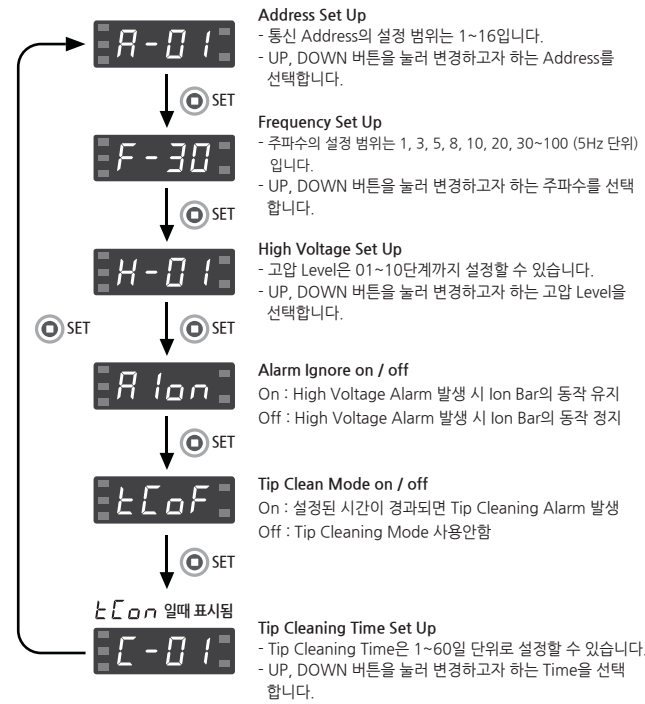 A-01
Address Set Up
- 통신 Address의 설정 범위는 1~16입니다.
- UP, DOWN 버튼을 눌러 변경하고자 하는 Address를
선택합니다.
SET
F-30
Frequency Set Up
- 주파수의 설정 범위는 1, 3, 5, 8, 10, 20, 30~100 (5Hz 단위)
입니다.
- UP, DOWN 버튼을 눌러 변경하고자 하는 주파수를 선택
합니다.
SET
H-01
High Voltage Set Up
- 고압 Level은 01~10단계까지 설정할 수 있습니다.
- UP, DOWN 버튼을 눌러 변경하고자 하는 고압 Level을
선택합니다.
SET
SET
AIon
Alarm Ignore on / off
On : High Voltage Alarm 발생 시 Ion Bar의 동작 유지
Off : High Voltage Alarm 발생 시 Ion Bar의 동작 정지
SET
tCoF
Tip Clean Mode on / off
On : 설정된 시간이 경과되면 Tip Cleaning Alarm 발생
Off : Tip Cleaning Mode 사용안함
SET
tCon 일때 표시됨
C-01
Tip Cleaning Time Set Up
- Tip Cleaning Time은 1~60일 단위로 설정할 수 있습니다.
- UP, DOWN 버튼을 눌러 변경하고자 하는 Time을 선택
합니다.